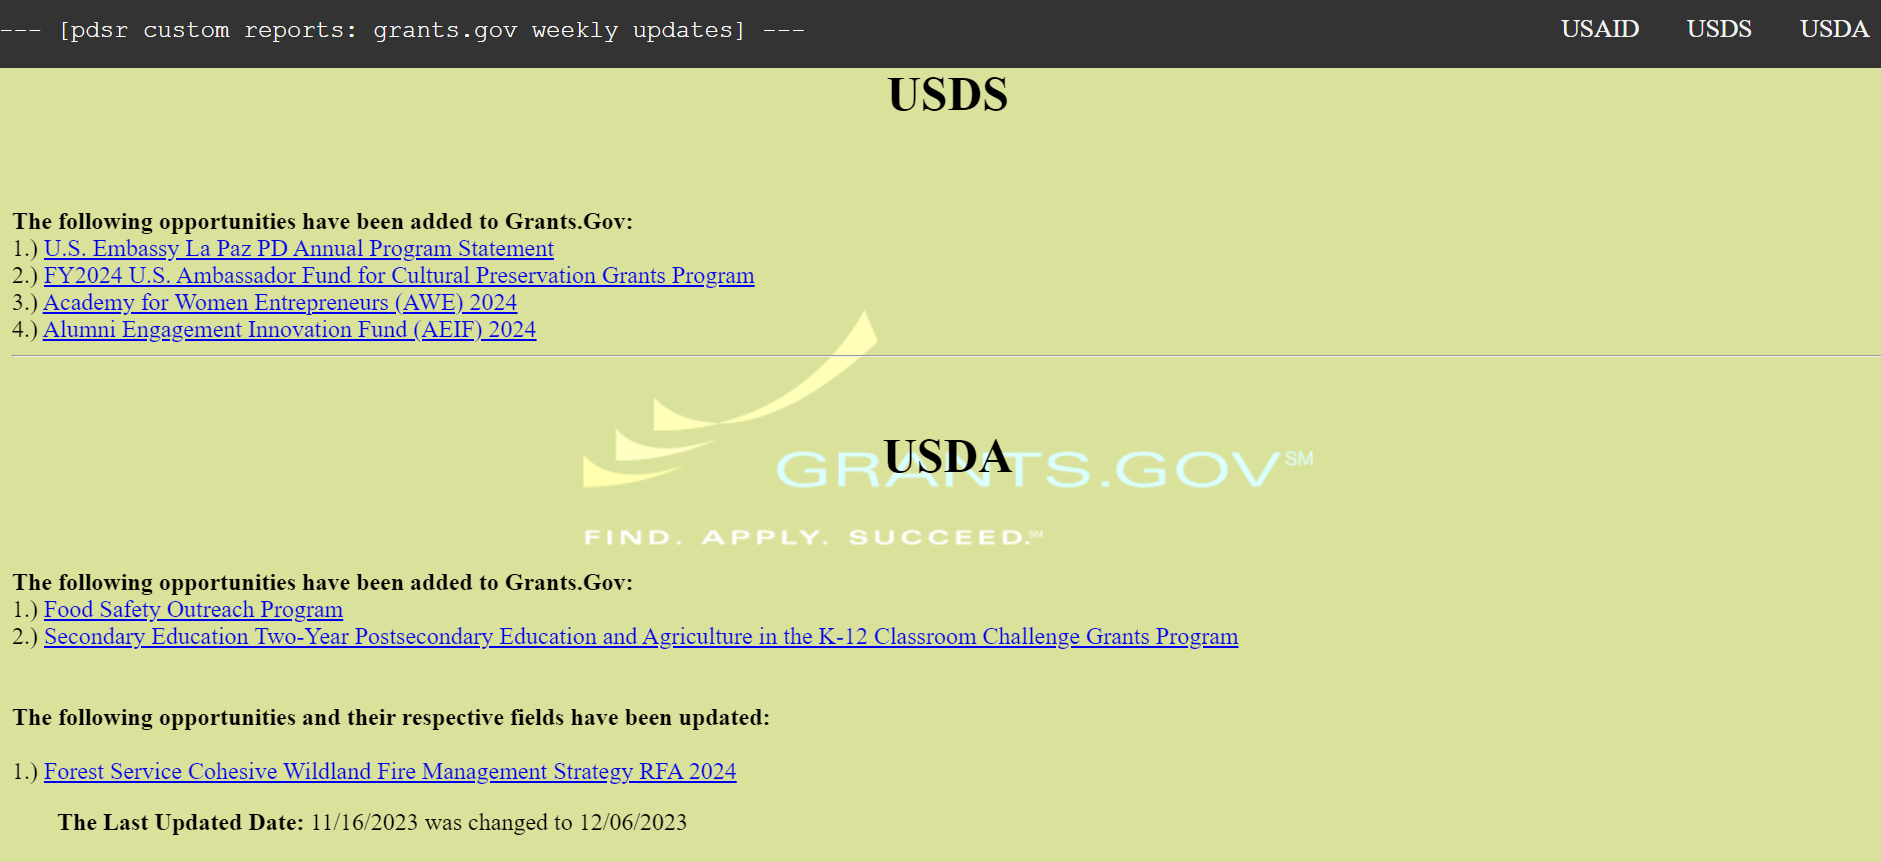 --- [pdsr custom reports: grants.gov weekly updates] ---
USAID USDS USDA
USDS
The following opportunities have been added to Grants.Gov:
1.) U.S. Embassy La Paz PD Annual Program Statement
2.) FY2024 U.S. Ambassador Fund for Cultural Preservation Grants Program
3.) Academy for Women Entrepreneurs (AWE) 2024
4.) Alumni Engagement Innovation Fund (AEIF) 2024
USDA
GRANTS.GOV SM
FIND. APPLY. SUCCEED. SM
The following opportunities have been added to Grants.Gov:
1.) Food Safety Outreach Program
2.) Secondary Education Two-Year Postsecondary Education and Agriculture in the K-12 Classroom Challenge Grants Program
The following opportunities and their respective fields have been updated:
1.) Forest Service Cohesive Wildland Fire Management Strategy RFA 2024
The Last Updated Date: 11/16/2023 was changed to 12/06/2023